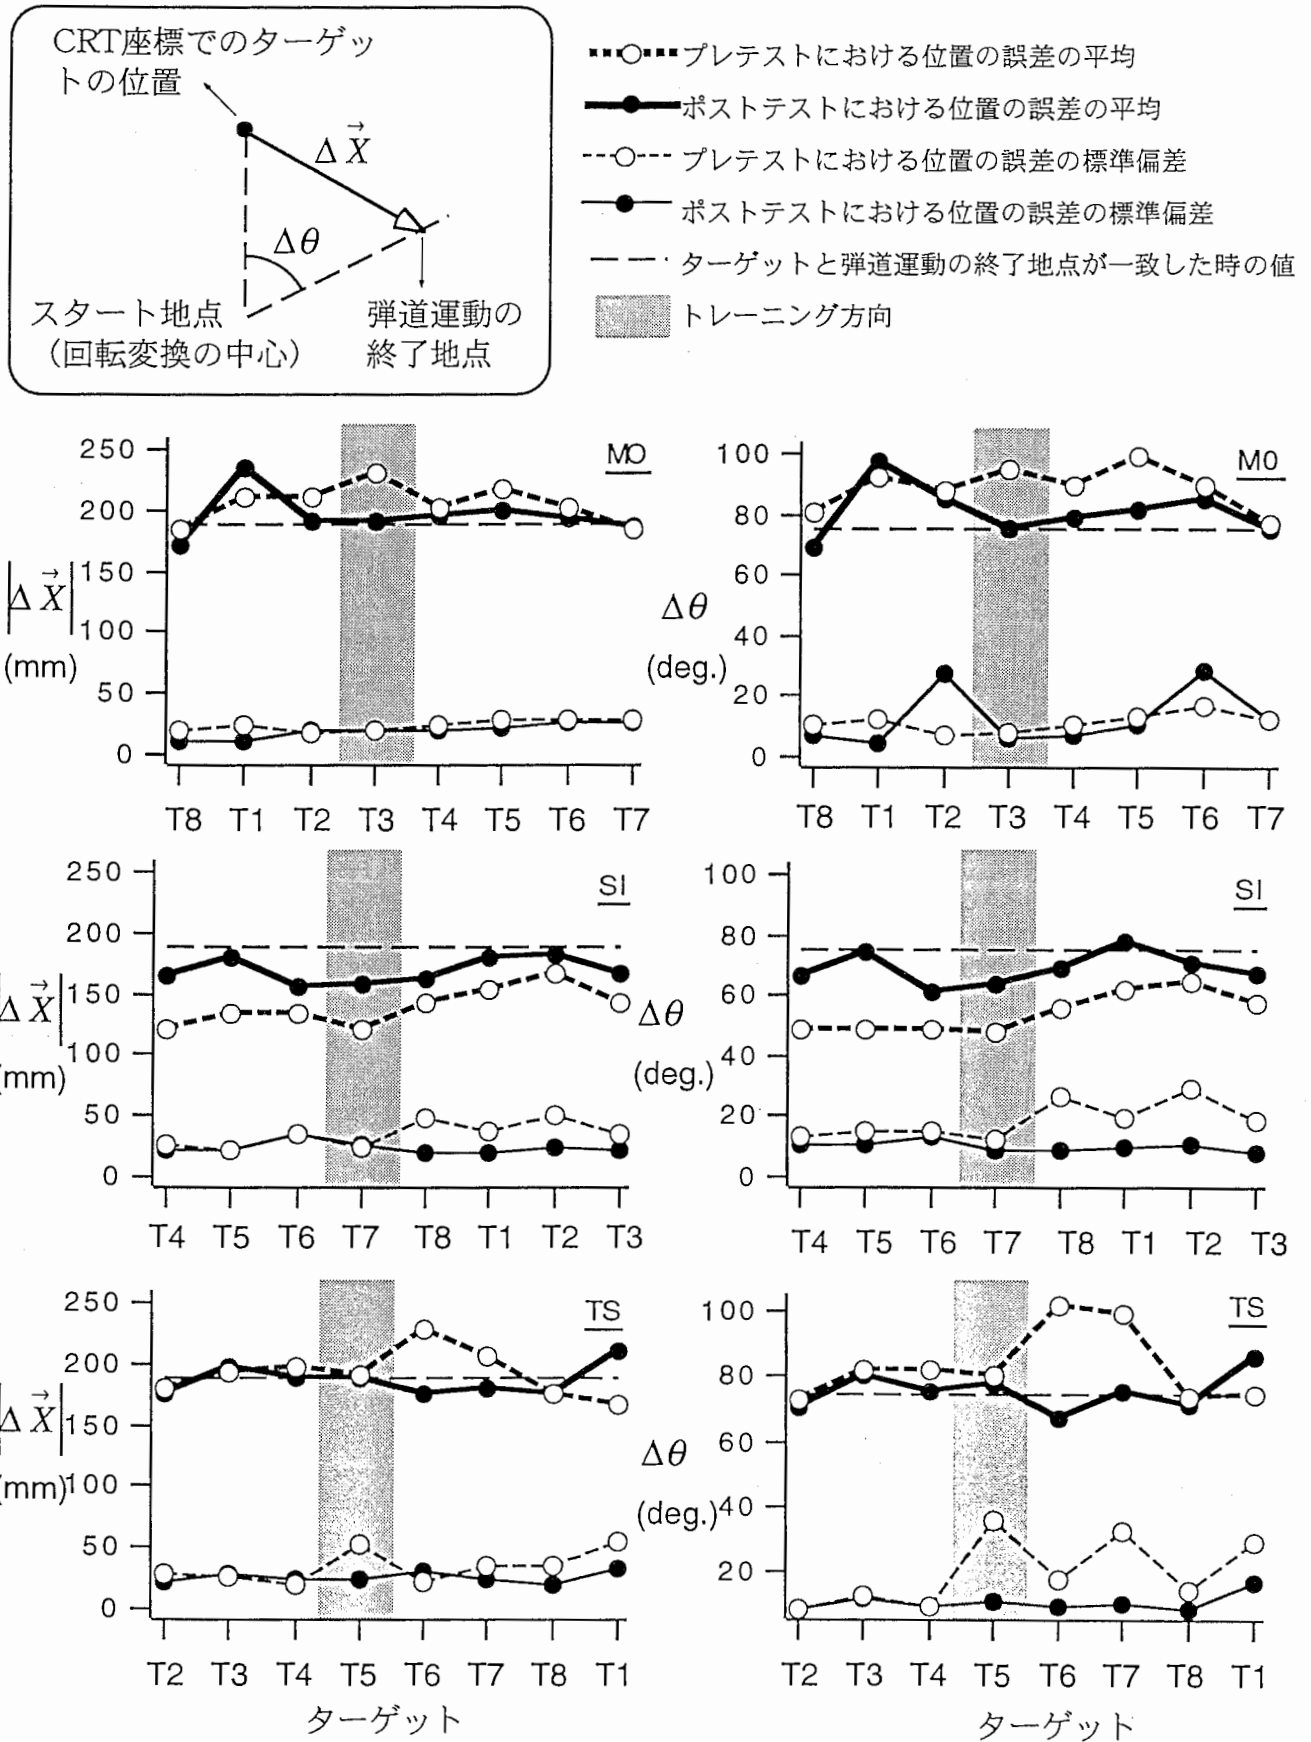 CRT座標でのターゲッ
トの位置
Δ X→
Δθ
スタート地点
(回転変換の中心)
弾道運動の
終了地点
プレテストにおける位置の誤差の平均
ポストテストにおける位置の誤差の平均
プレテストにおける位置の誤差の標準偏差
ポストテストにおける位置の誤差の標準偏差
ターゲットと弾道運動の終了地点が一致した時の値
トレーニング方向
MO
250
200
150
100
50
0
|Δ X→|
(mm)
T8 T1 T2 T3 T4 T5 T6 T7
M0
100
80
60
40
20
0
Δθ
(deg.)
T8 T1 T2 T3 T4 T5 T6 T7
SI
250
200
150
100
50
0
|Δ X→|
(mm)
T4 T5 T6 T7 T8 T1 T2 T3
SI
100
80
60
40
20
0
Δθ
(deg.)
T4 T5 T6 T7 T8 T1 T2 T3
TS
250
200
150
100
50
0
|Δ X→|
(mm)
T2 T3 T4 T5 T6 T7 T8 T1
ターゲット
TS
100
80
60
40
20
Δθ
(deg.)
T2 T3 T4 T5 T6 T7 T8 T1
ターゲット